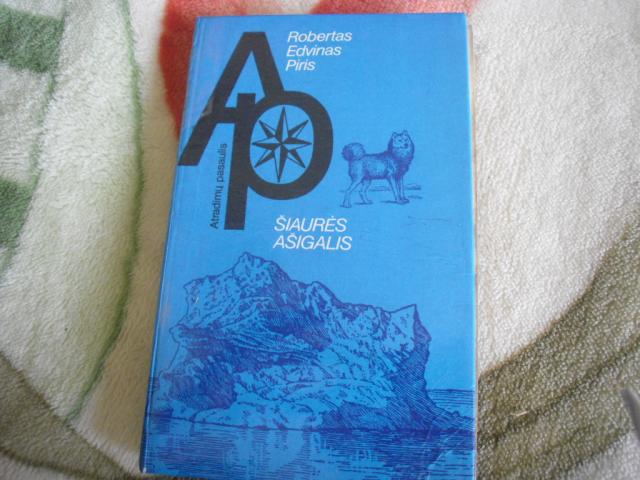 Robertas
Edvinas
Piris
AP
Atradimų pasaulis
ŠIAURĖS
AŠIGALIS